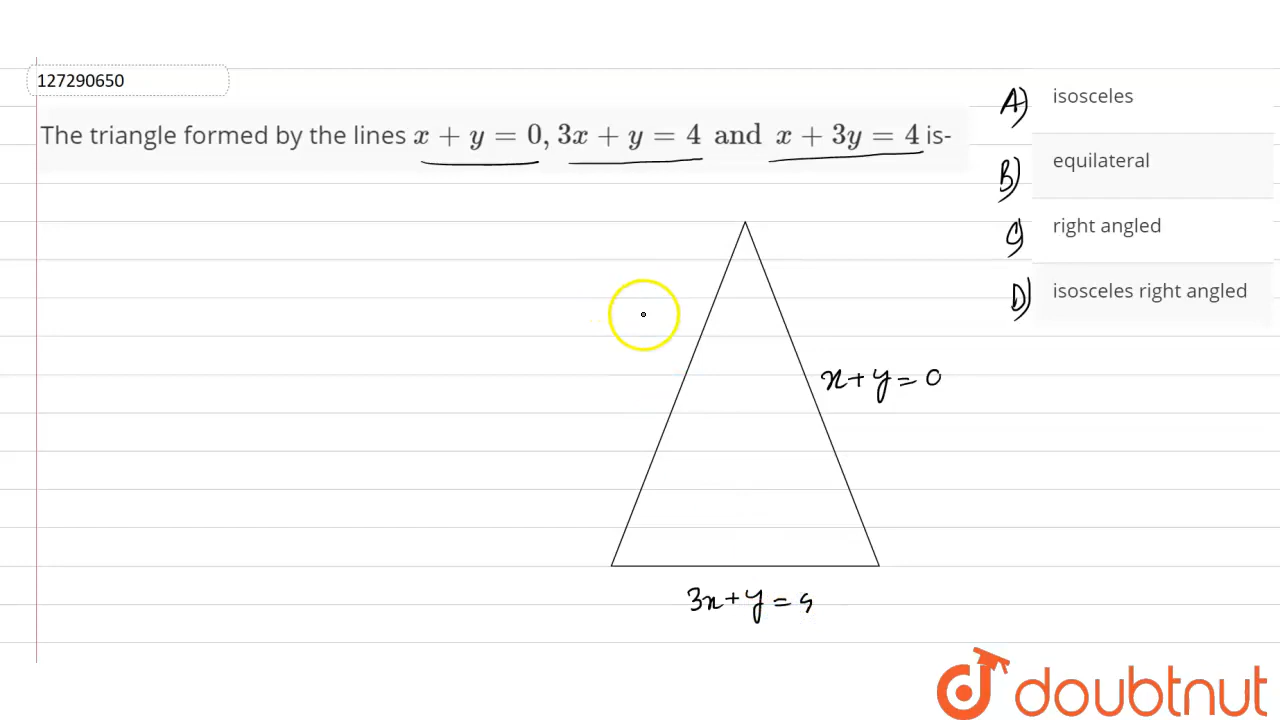 127290650
The triangle formed by the lines x + y = 0, 3x + y = 4 and x + 3y = 4 is-
A) isosceles
B) equilateral
C) right angled
D) isosceles right angled
x+y=0
3x+y=4
doubtnut